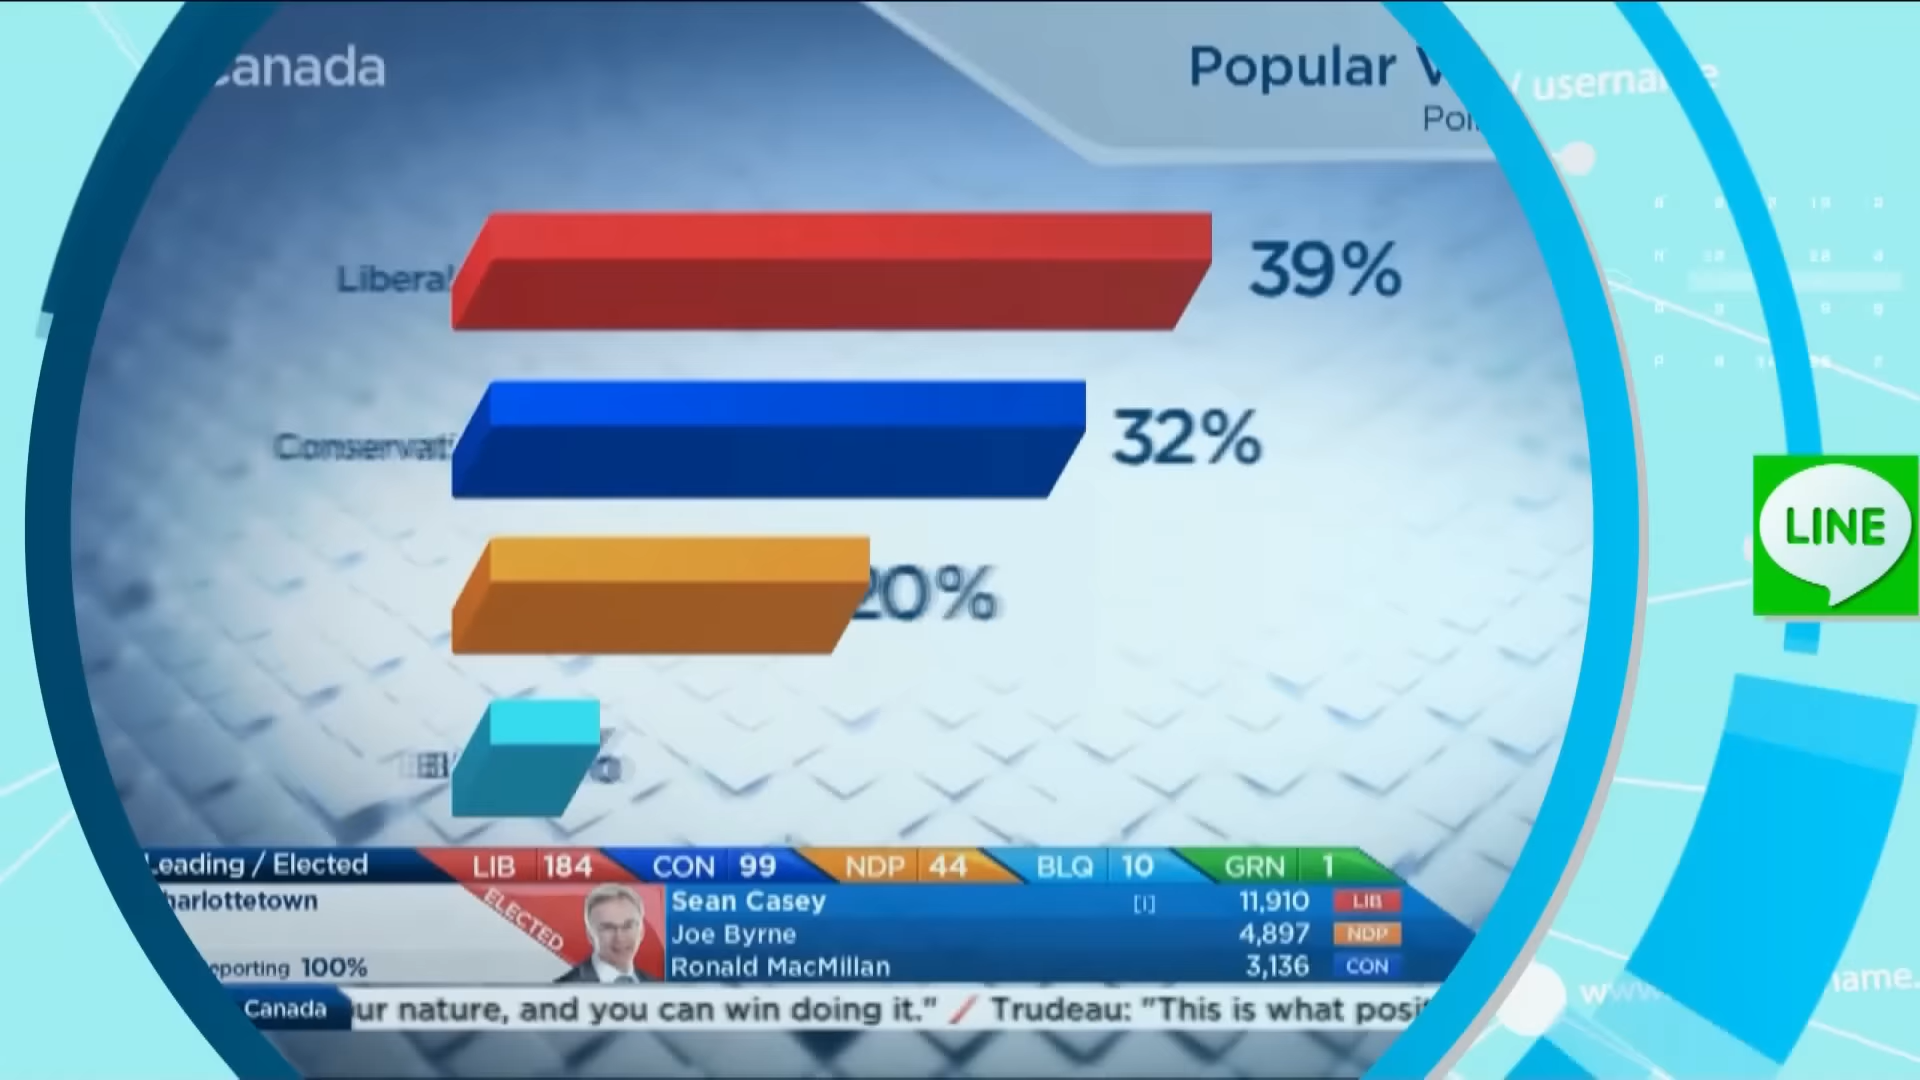 anada
Popular
/ username
Liberal
39%
Conservati
32%
20%
LINE
Leading / Elected LIB 184 CON 99 NDP 44 BLQ 10 GRN 1
harlottetown
ELECTED
Sean Casey [i] 11,910 LIB
Joe Byrne 4,897 NDP
eporting 100% Ronald MacMillan 3,136 CON
Canada ur nature, and you can win doing it." / Trudeau: "This is what posi